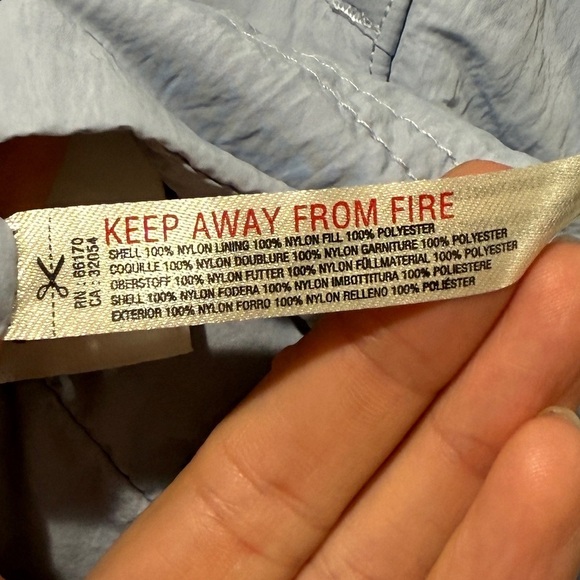 RN : 86170
CA : 32054
KEEP AWAY FROM FIRE
SHELL 100% NYLON LINING 100% NYLON FILL 100% POLYESTER
COQUILLE 100% NYLON DOUBLURE 100% NYLON GARNITURE 100% POLYESTER
OBERSTOFF 100% NYLON FUTTER 100% NYLON FÜLLMATERIAL 100% POLYESTER
SHELL 100% NYLON FODERA 100% NYLON IMBOTTITURA 100% POLIESTERE
EXTERIOR 100% NYLON FORRO 100% NYLON RELLENO 100% POLIÉSTER